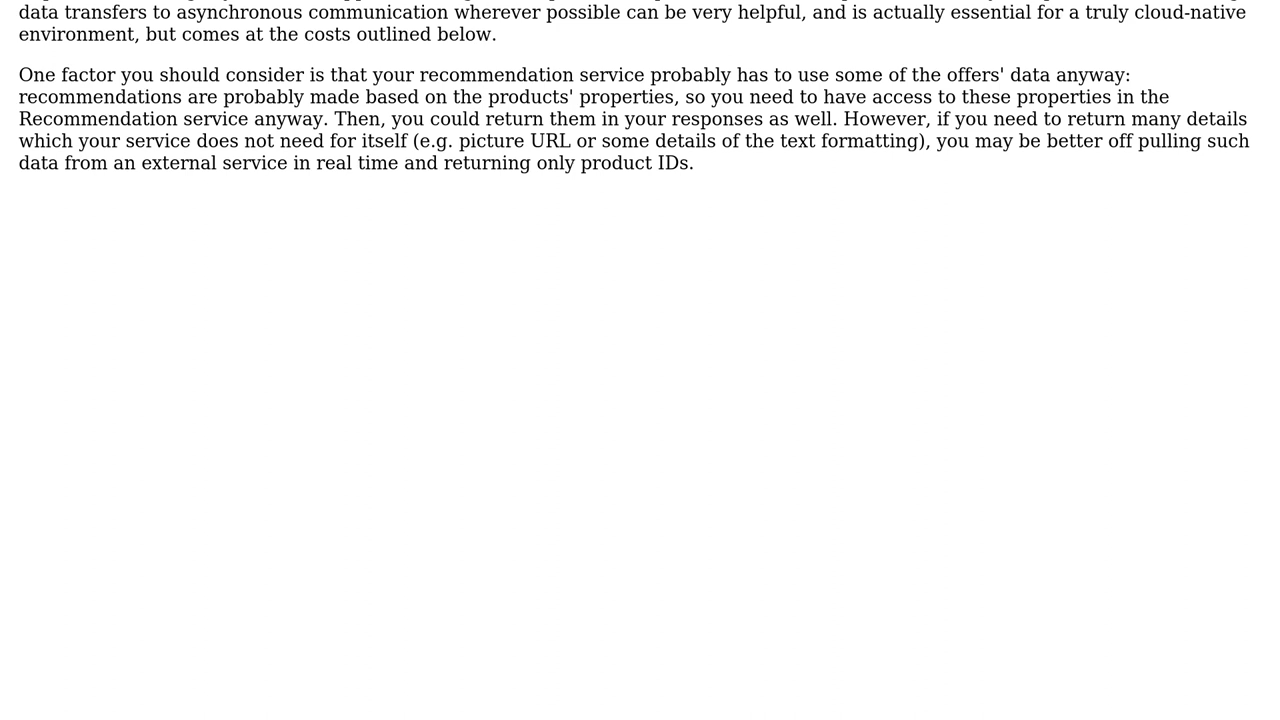 data transfers to asynchronous communication wherever possible can be very helpful, and is actually essential for a truly cloud-native
environment, but comes at the costs outlined below.
One factor you should consider is that your recommendation service probably has to use some of the offers' data anyway:
recommendations are probably made based on the products' properties, so you need to have access to these properties in the
Recommendation service anyway. Then, you could return them in your responses as well. However, if you need to return many details
which your service does not need for itself (e.g. picture URL or some details of the text formatting), you may be better off pulling such
data from an external service in real time and returning only product IDs.